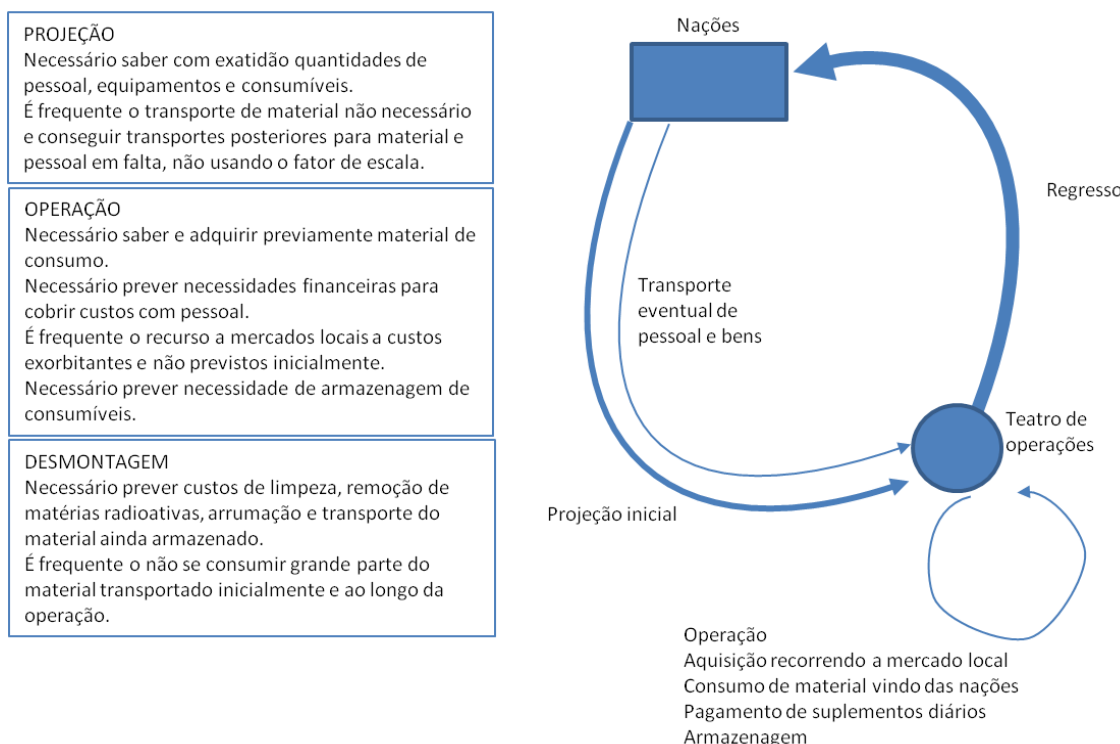 PROJEÇÃO
Necessário saber com exatidão quantidades de
pessoal, equipamentos e consumíveis.
É frequente o transporte de material não necessário
e conseguir transportes posteriores para material e
pessoal em falta, não usando o fator de escala.
OPERAÇÃO
Necessário saber e adquirir previamente material de
consumo.
Necessário prever necessidades financeiras para
cobrir custos com pessoal.
É frequente o recurso a mercados locais a custos
exorbitantes e não previstos inicialmente.
Necessário prever necessidade de armazenagem de
consumíveis.
DESMONTAGEM
Necessário prever custos de limpeza, remoção de
matérias radioativas, arrumação e transporte do
material ainda armazenado.
É frequente o não se consumir grande parte do
material transportado inicialmente e ao longo da
operação.
Nações
Regresso
Transporte
eventual de
pessoal e bens
Teatro de
operações
Projeção inicial
Operação
Aquisição recorrendo a mercado local
Consumo de material vindo das nações
Pagamento de suplementos diários
Armazenagem